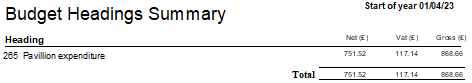 Budget Headings Summary
Start of year 01/04/23
Heading Net (£) Vat (£) Gross (£)
265 Pavillion expenditure 751.52 117.14 868.66
Total 751.52 117.14 868.66